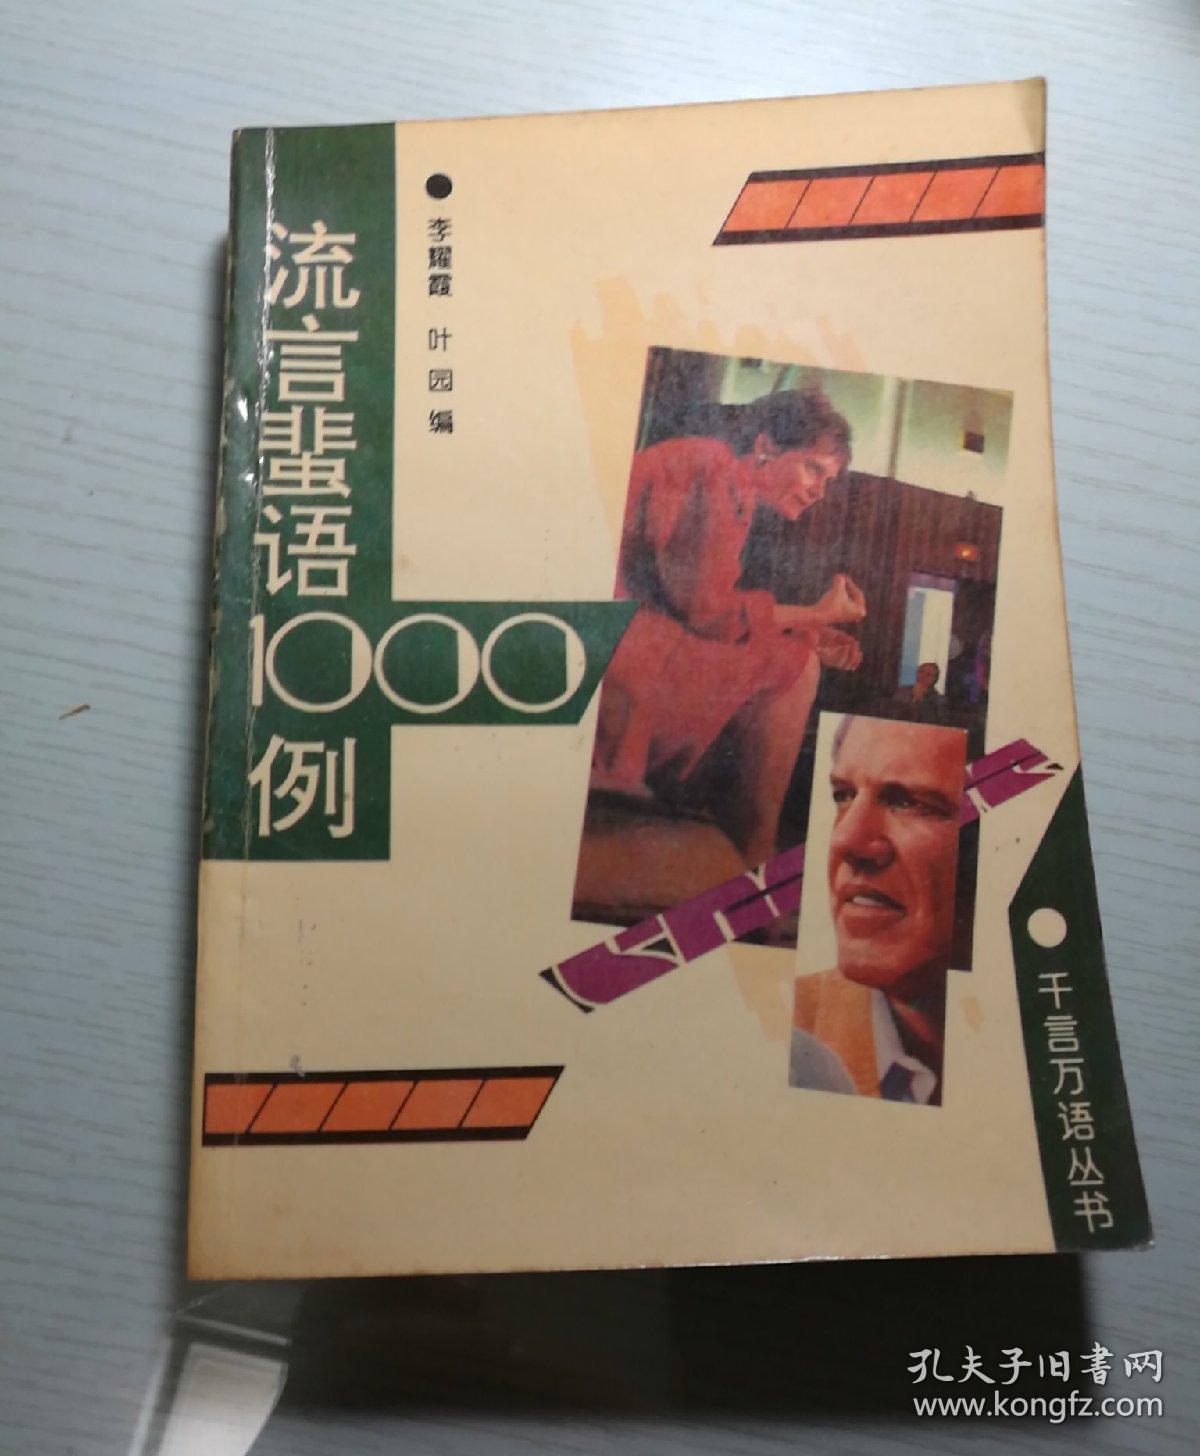 流言蜚语1000例
李耀霞 叶园 编
千言万语丛书
孔夫子旧書网
www.kongfz.com